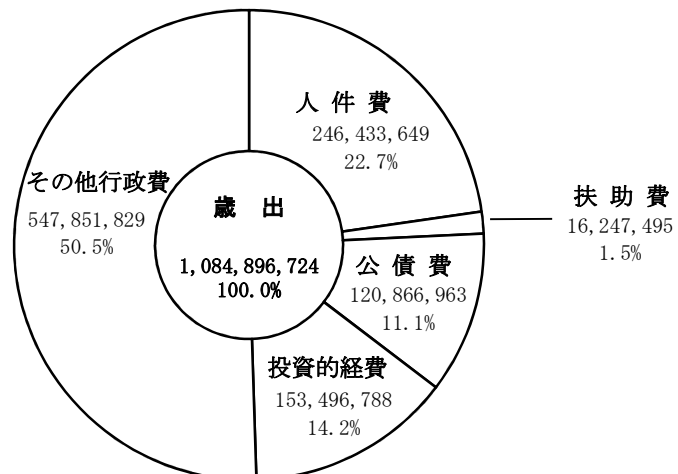 人 件 費
246,433,649
22.7%
扶 助 費
16,247,495
1.5%
公 債 費
120,866,963
11.1%
投資的経費
153,496,788
14.2%
その他行政費
547,851,829
50.5%
歳 出
1,084,896,724
100.0%